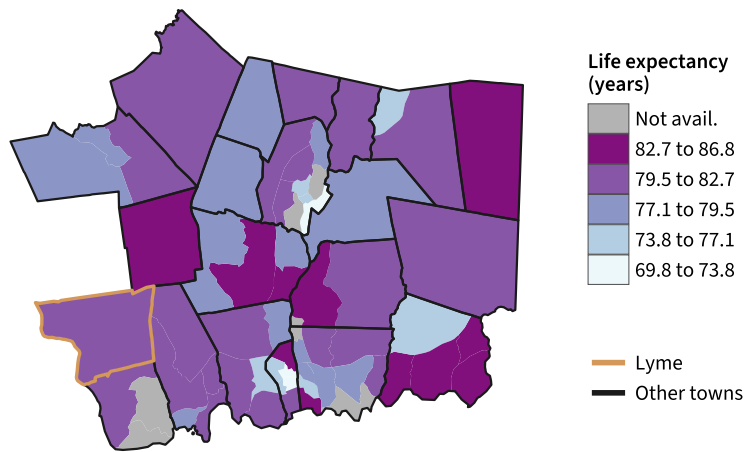 Life expectancy
(years)
Not avail.
82.7 to 86.8
79.5 to 82.7
77.1 to 79.5
73.8 to 77.1
69.8 to 73.8
Lyme
Other towns